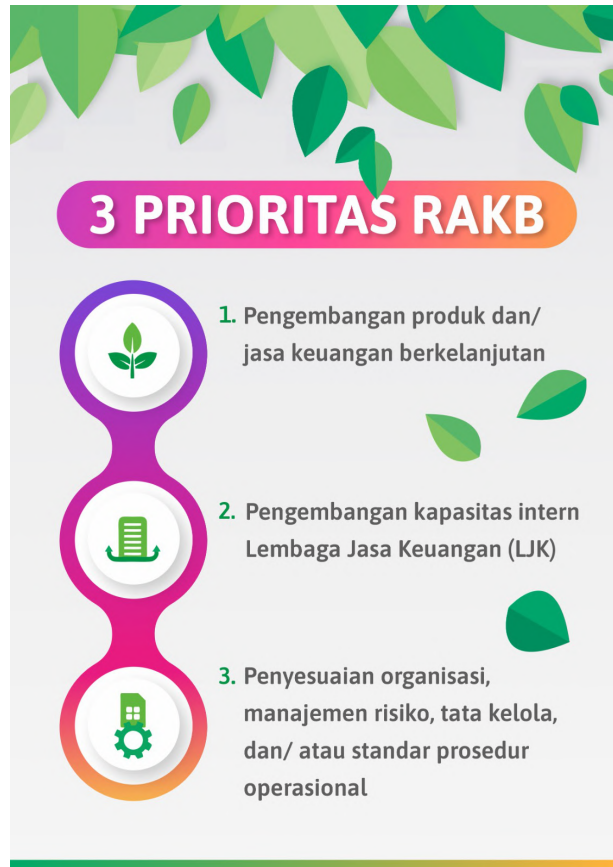 3 PRIORITAS RAKB
1. Pengembangan produk dan/
jasa keuangan berkelanjutan
2. Pengembangan kapasitas intern
Lembaga Jasa Keuangan (LJK)
3. Penyesuaian organisasi,
manajemen risiko, tata kelola,
dan/ atau standar prosedur
operasional